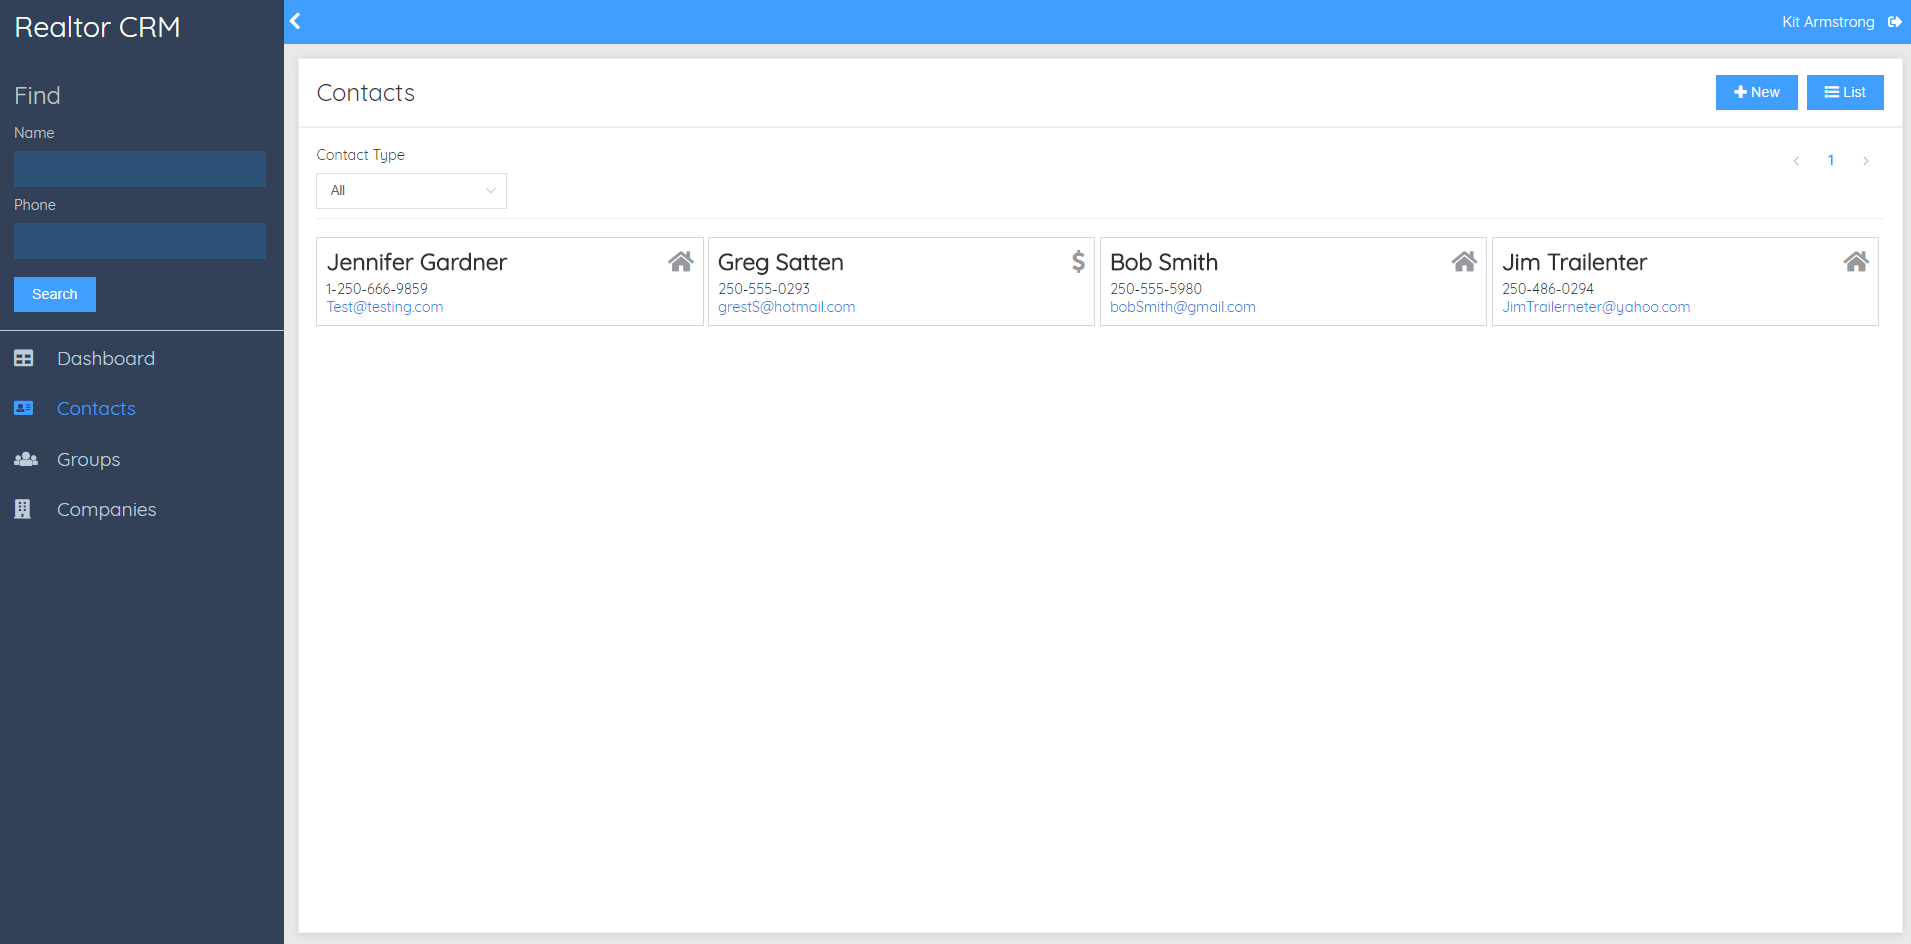 Realtor CRM
Kit Armstrong
Find
Name
Phone
Search
Dashboard
Contacts
Groups
Companies
Contacts
New
List
Contact Type
All
1
Jennifer Gardner
1-250-666-9859
Test@testing.com
Greg Satten
$
250-555-0293
grestS@hotmail.com
Bob Smith
250-555-5980
bobSmith@gmail.com
Jim Trailenter
250-486-0294
JimTrailerneter@yahoo.com